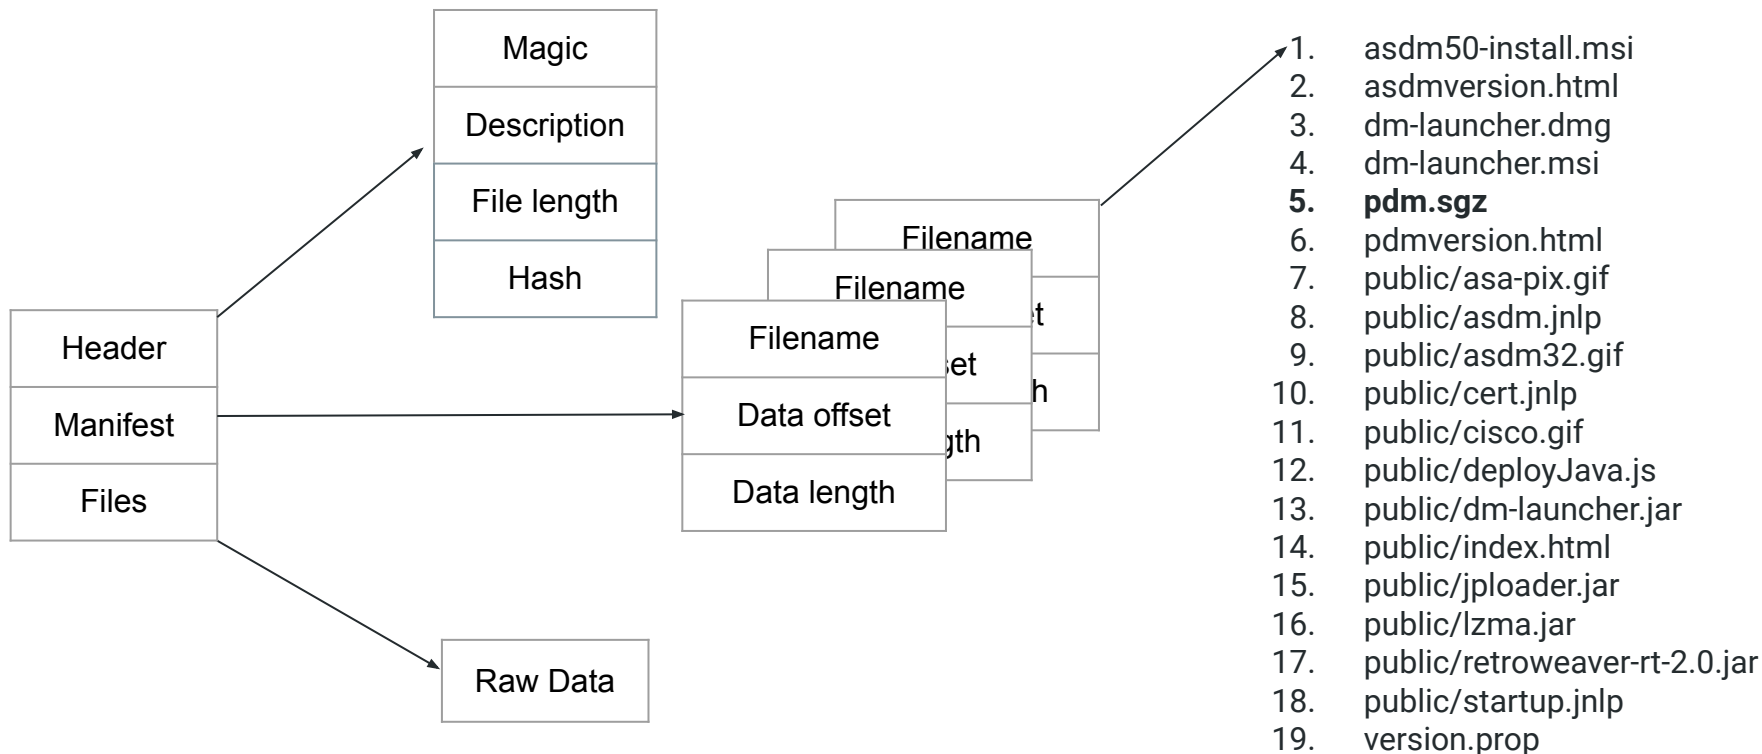 Magic
Description
File length
Hash
Header
Manifest
Files
Filename
Filename
Filename
Data offset
Data length
et
h
set
gth
Raw Data
1. asdm50-install.msi
2. asdmversion.html
3. dm-launcher.dmg
4. dm-launcher.msi
5. pdm.sgz
6. pdmversion.html
7. public/asa-pix.gif
8. public/asdm.jnlp
9. public/asdm32.gif
10. public/cert.jnlp
11. public/cisco.gif
12. public/deployJava.js
13. public/dm-launcher.jar
14. public/index.html
15. public/jploader.jar
16. public/lzma.jar
17. public/retroweaver-rt-2.0.jar
18. public/startup.jnlp
19. version.prop